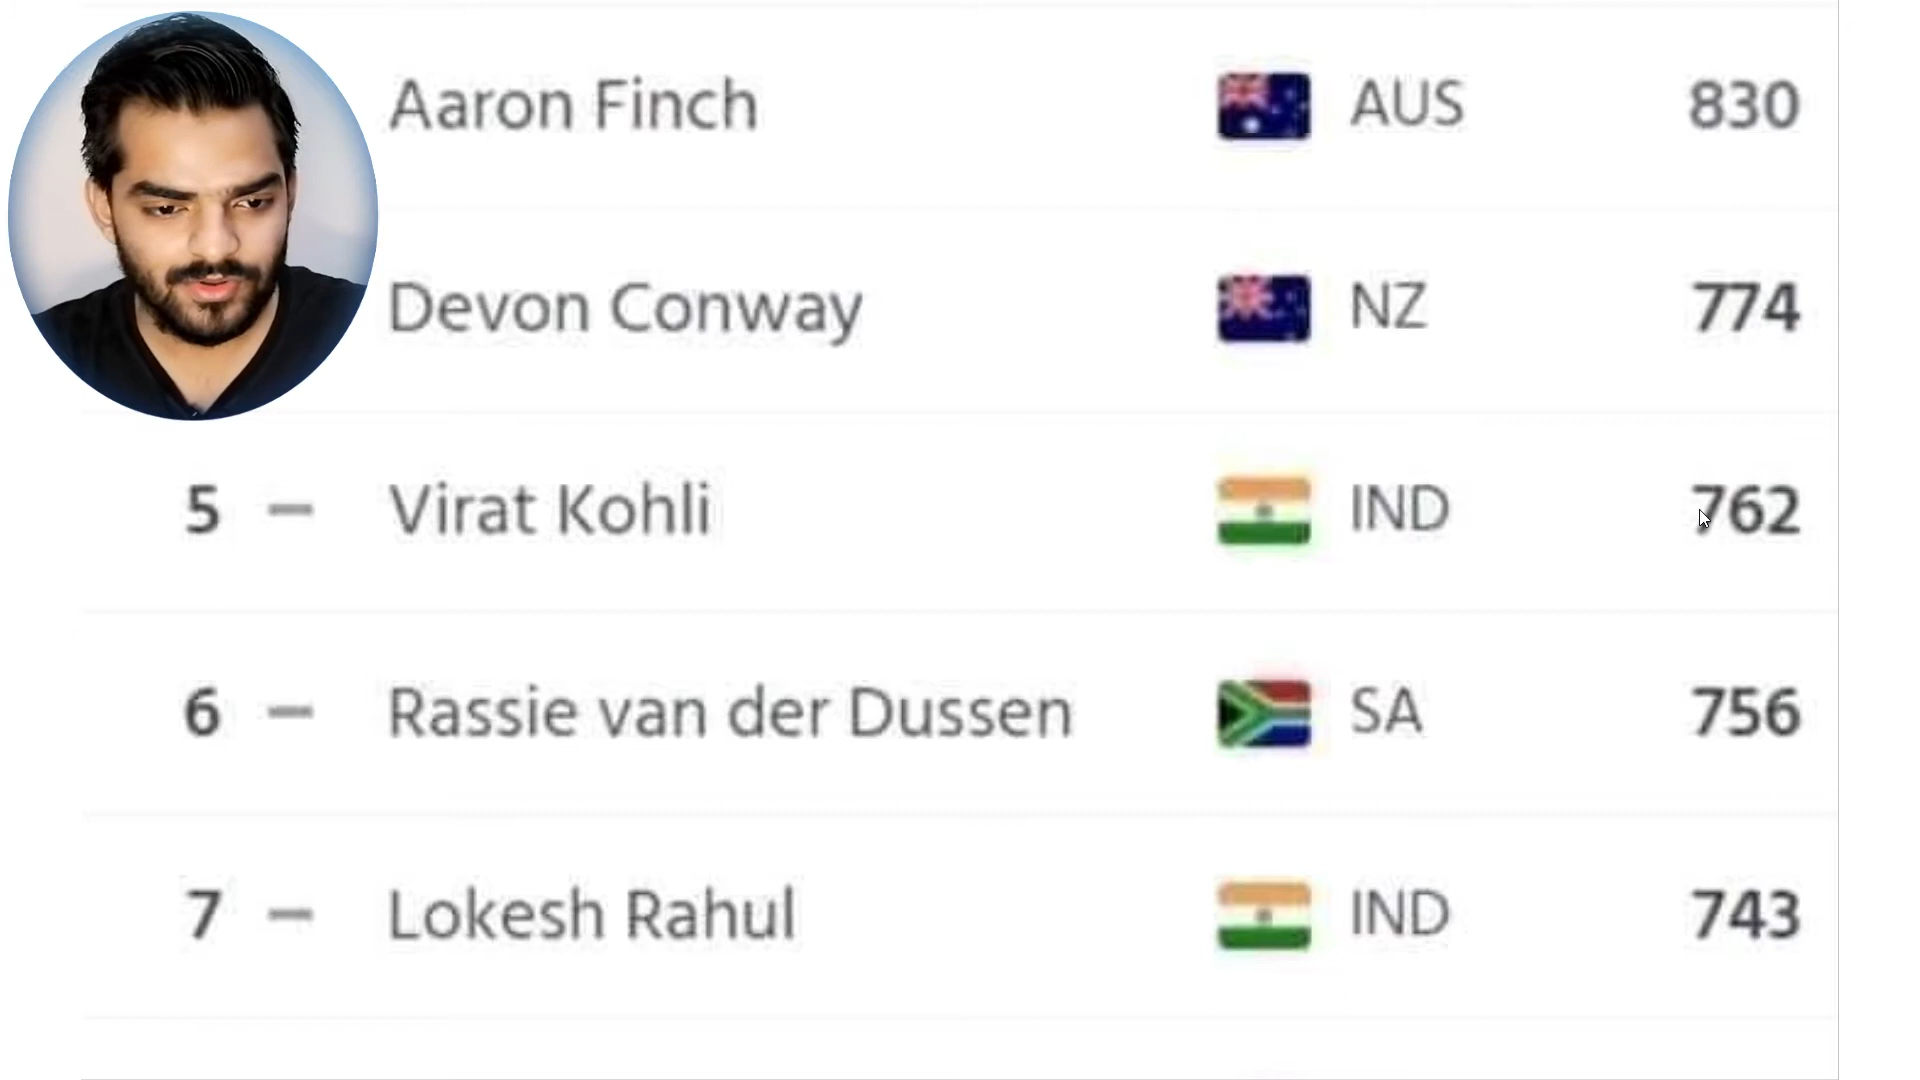 Aaron Finch AUS 830
Devon Conway NZ 774
5 – Virat Kohli IND 762
6 – Rassie van der Dussen SA 756
7 – Lokesh Rahul IND 743